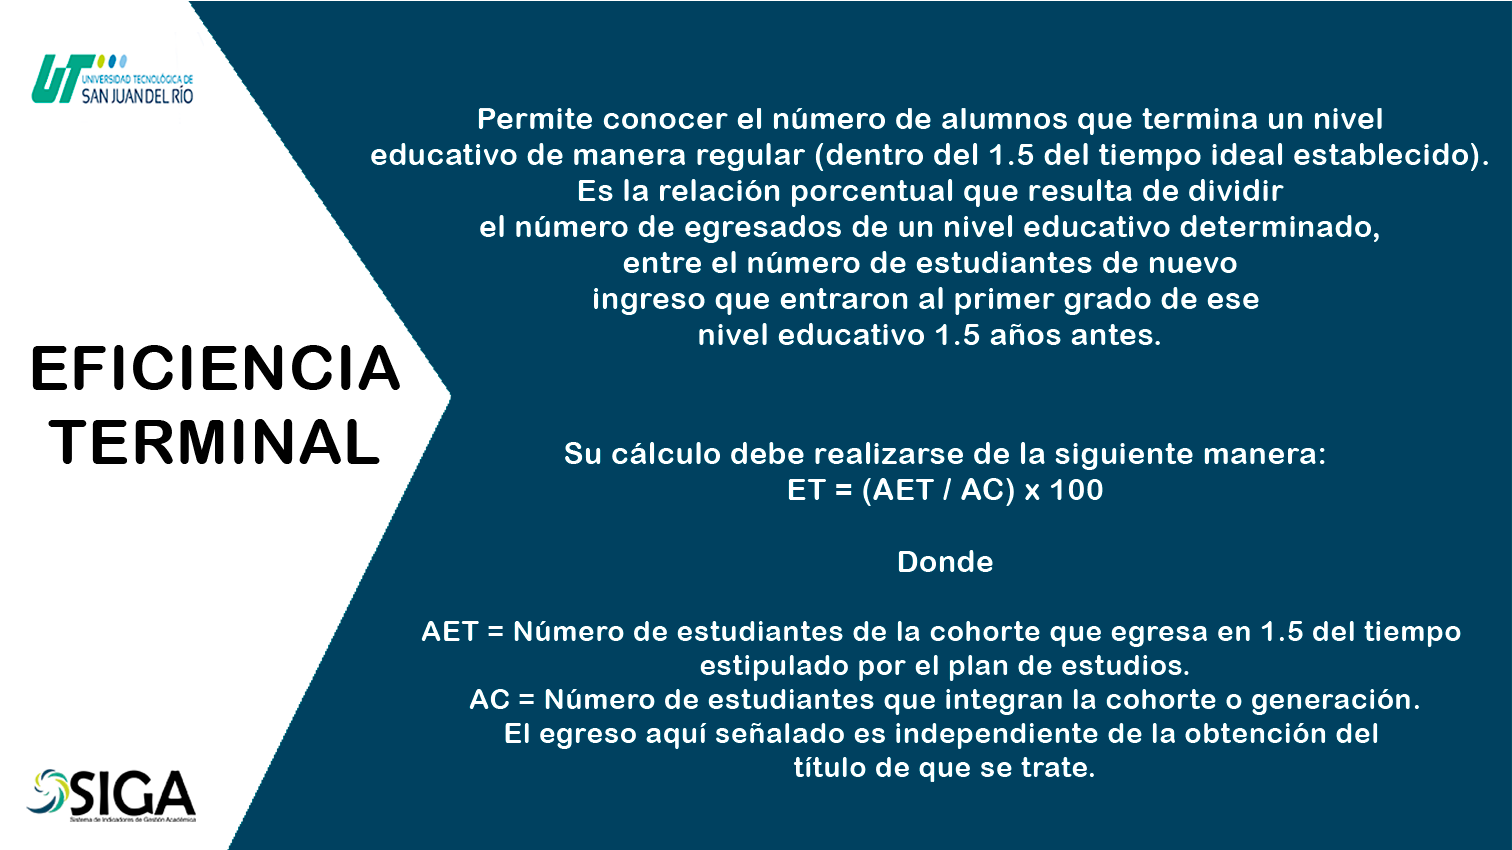 UT
UNIVERSIDAD TECNOLÓGICA DE
SAN JUAN DEL RÍO
EFICIENCIA
TERMINAL
Permite conocer el número de alumnos que termina un nivel
educativo de manera regular (dentro del 1.5 del tiempo ideal establecido).
Es la relación porcentual que resulta de dividir
el número de egresados de un nivel educativo determinado,
entre el número de estudiantes de nuevo
ingreso que entraron al primer grado de ese
nivel educativo 1.5 años antes.
Su cálculo debe realizarse de la siguiente manera:
ET = (AET / AC) x 100
Donde
AET = Número de estudiantes de la cohorte que egresa en 1.5 del tiempo
estipulado por el plan de estudios.
AC = Número de estudiantes que integran la cohorte o generación.
El egreso aquí señalado es independiente de la obtención del
título de que se trate.
SIGA
Sistema de Indicadores de Gestión Académica